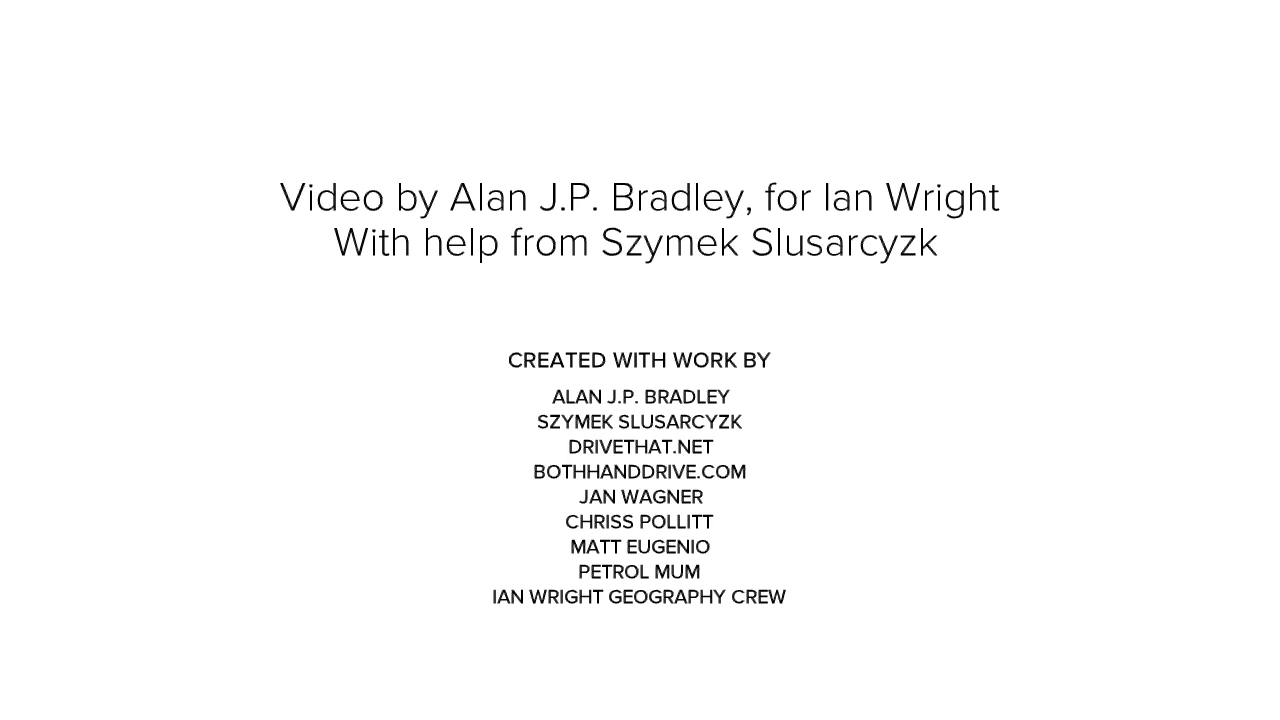 Video by Alan J.P. Bradley, for Ian Wright
With help from Szymek Slusarcyzk
CREATED WITH WORK BY
ALAN J.P. BRADLEY
SZYMEK SLUSARCYZK
DRIVETHAT.NET
BOTHHANDDRIVE.COM
JAN WAGNER
CHRISS POLLITT
MATT EUGENIO
PETROL MUM
IAN WRIGHT GEOGRAPHY CREW